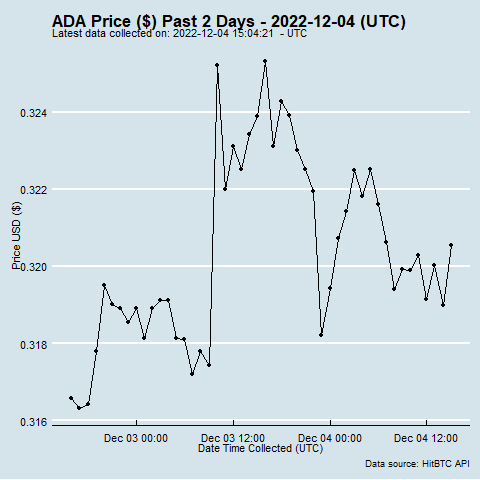 ADA Price ($) Past 2 Days - 2022-12-04 (UTC)
Latest data collected on: 2022-12-04 15:04:21 - UTC
0.324
0.322
0.320
0.318
0.316
Price USD ($)
Dec 03 00:00 Dec 03 12:00 Dec 04 00:00 Dec 04 12:00
Date Time Collected (UTC)
Data source: HitBTC API